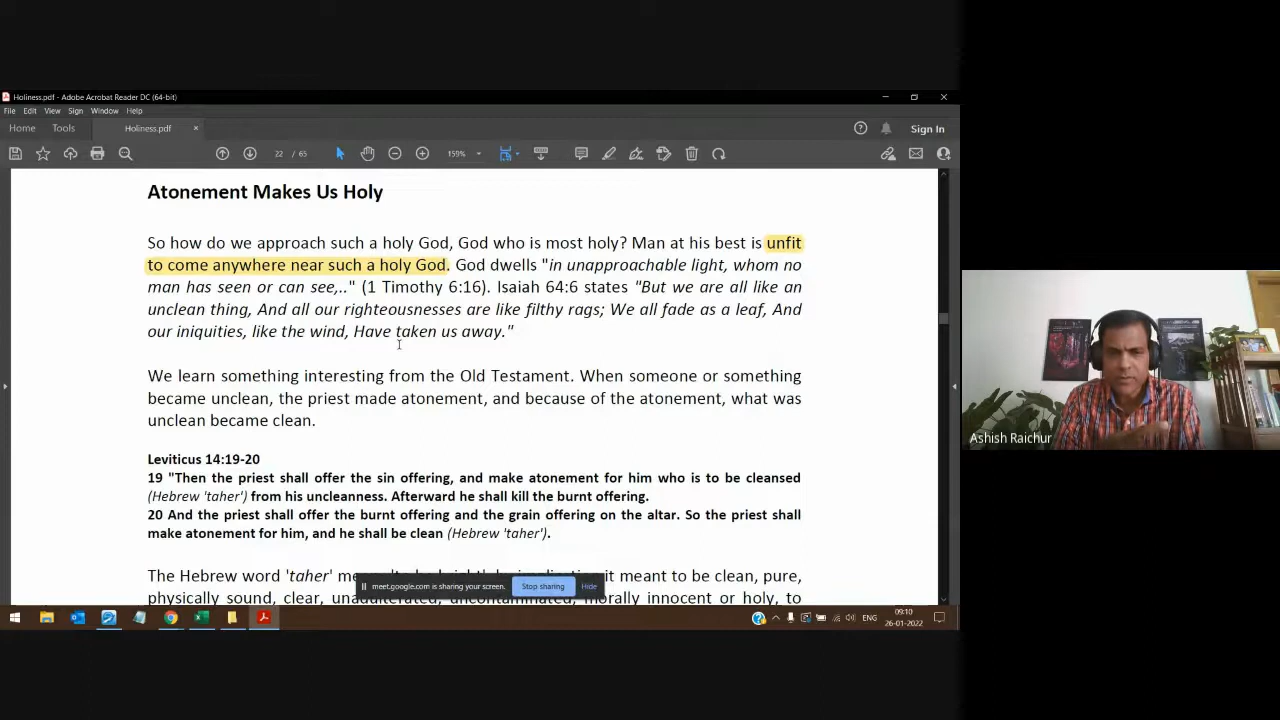 Holiness.pdf - Adobe Acrobat Reader DC (64-bit)
File Edit View Sign Window Help
Home Tools Holiness.pdf × Sign In
22 / 65 159%
Atonement Makes Us Holy
So how do we approach such a holy God, God who is most holy? Man at his best is unfit
to come anywhere near such a holy God. God dwells "in unapproachable light, whom no
man has seen or can see,.." (1 Timothy 6:16). Isaiah 64:6 states "But we are all like an
unclean thing, And all our righteousnesses are like filthy rags; We all fade as a leaf, And
our iniquities, like the wind, Have taken us away."
We learn something interesting from the Old Testament. When someone or something
became unclean, the priest made atonement, and because of the atonement, what was
unclean became clean.
Leviticus 14:19-20
19 "Then the priest shall offer the sin offering, and make atonement for him who is to be cleansed
(Hebrew 'taher') from his uncleanness. Afterward he shall kill the burnt offering.
20 And the priest shall offer the burnt offering and the grain offering on the altar. So the priest shall
make atonement for him, and he shall be clean (Hebrew 'taher').
The Hebrew word 'taher' it meant to be clean, pure,
physically sound, clear, unadulterated, uncontaminated, morally innocent or holy, to
meet.google.com is sharing your screen. Stop sharing Hide
ENG
09:10
26-01-2022
Ashish Raichur